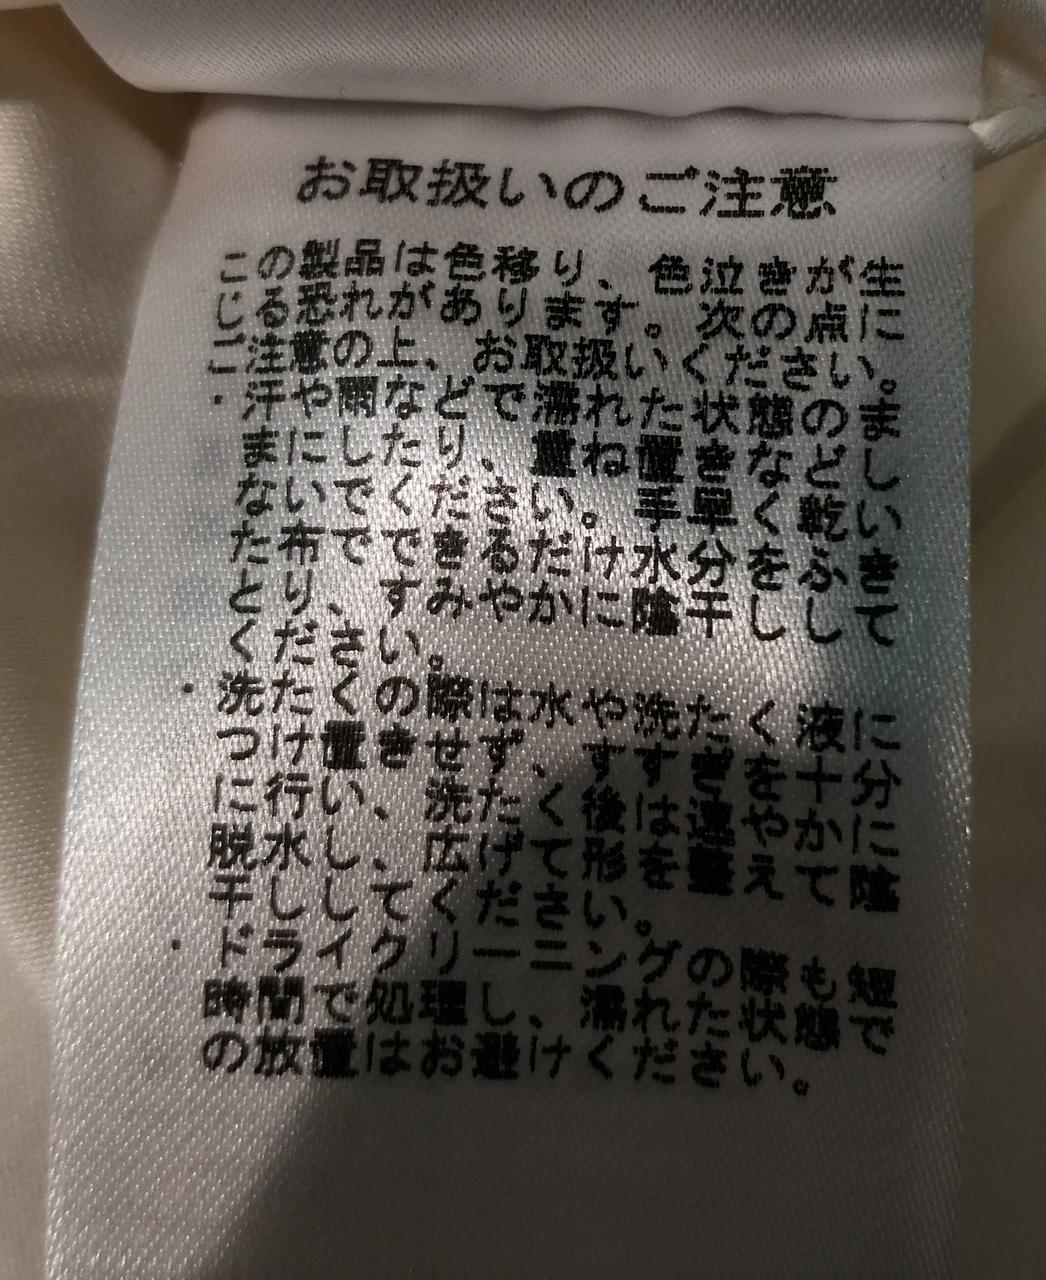 お取扱いのご注意
この製品は色移り、色泣きが生
じる恐れがあります。次の点に
ご注意の上、お取扱いください。
・汗や雨などで濡れた状態のま
まにしたり、重ね置きなどし
ないでください。手早く乾い
た布でできるだけ水分をふき
とり、すみやかに陰干しして
ください。
・洗たくの際は水や洗たく液に
つけ置きせず、すすぎを十分
に行い、洗たく後は速やかに
脱水し、広げて形を整えて陰
干ししてください。
・ドライクリーニングの際も短
時間で処理し、濡れた状態で
の放置はお避けください。